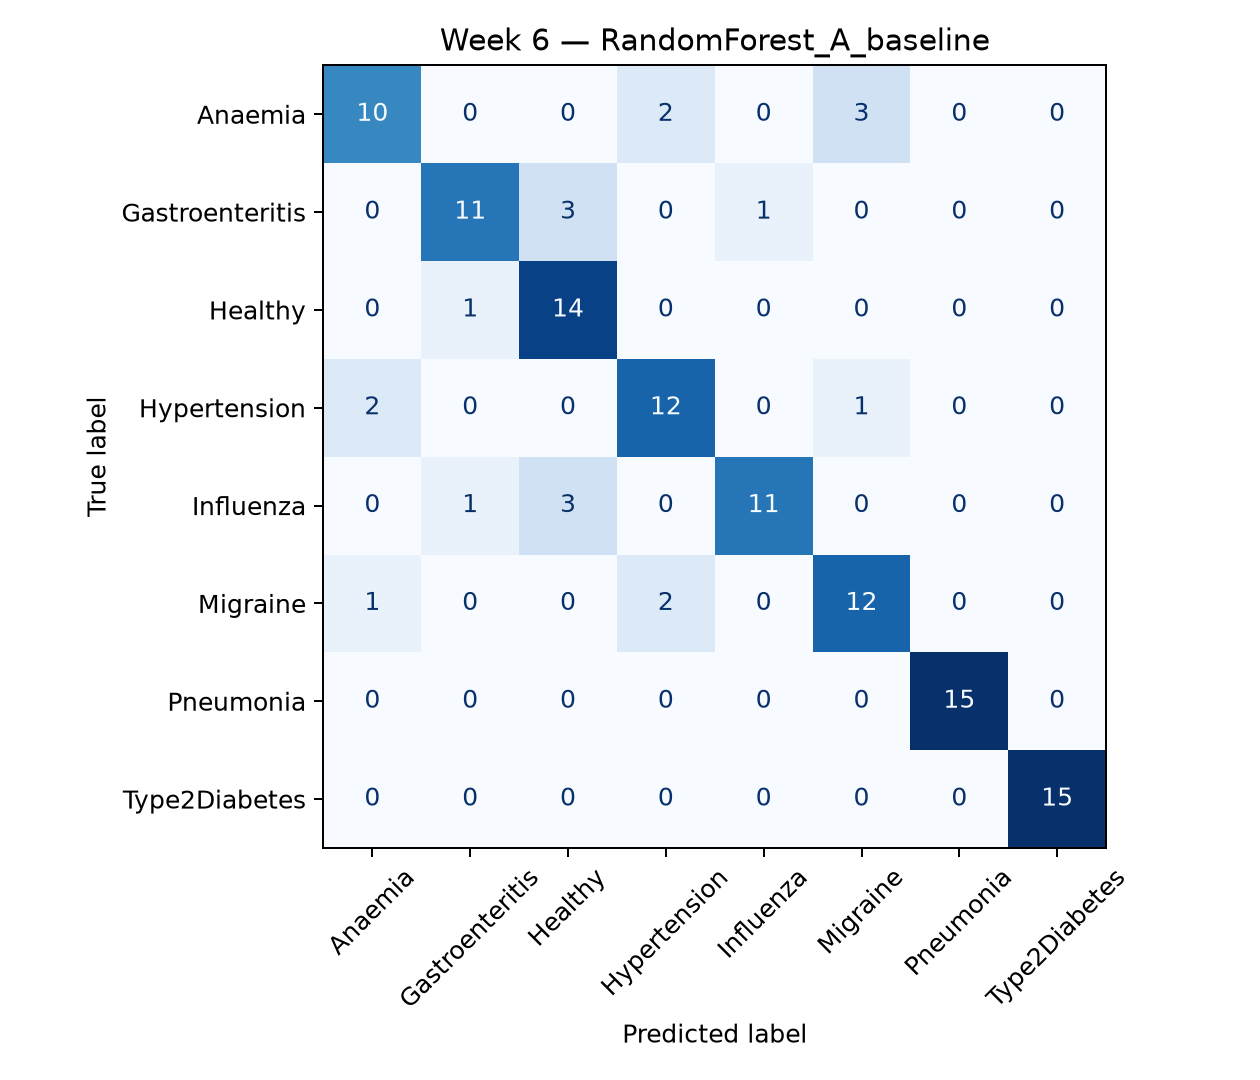 Week 6 — RandomForest_A_baseline
True label
Anaemia 10 0 0 2 0 3 0 0
Gastroenteritis 0 11 3 0 1 0 0 0
Healthy 0 1 14 0 0 0 0 0
Hypertension 2 0 0 12 0 1 0 0
Influenza 0 1 3 0 11 0 0 0
Migraine 1 0 0 2 0 12 0 0
Pneumonia 0 0 0 0 0 0 15 0
Type2Diabetes 0 0 0 0 0 0 0 15
Anaemia Gastroenteritis Healthy Hypertension Influenza Migraine Pneumonia Type2Diabetes
Predicted label